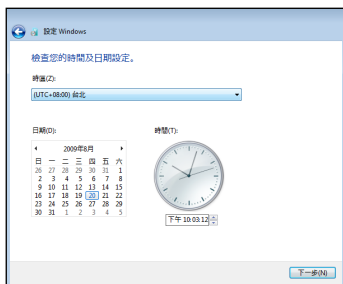 設定 Windows
檢查您的時間及日期設定。
時區(Z):
(UTC+08:00) 台北
日期(D):
時間(T):
2009年8月
日 一 二 三 四 五 六
26 27 28 29 30 31 1
2 3 4 5 6 7 8
9 10 11 12 13 14 15
16 17 18 19 20 21 22
23 24 25 26 27 28 29
30 31 1 2 3 4 5
下午 10:03:12
下一步(N)